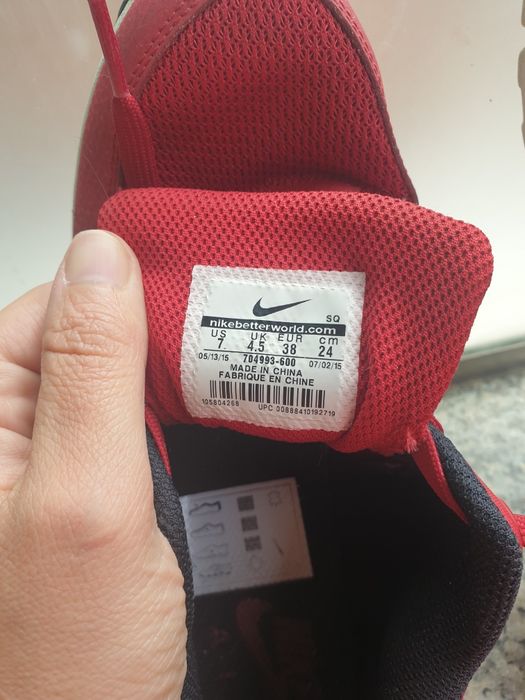 SQ
nikebetterworld.com
US UK EUR cm
7 4.5 38 24
05/13/15 704993-600 07/02/15
MADE IN CHINA
FABRIQUE EN CHINE
105804268 UPC 00888410192719